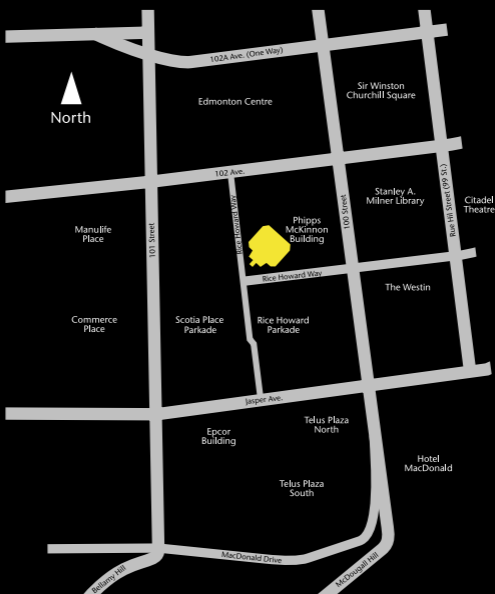 102A Ave. (One Way)
Sir Winston
Churchill Square
Edmonton Centre
North
102 Ave.
Rue Hil Street (99 St.)
Stanley A.
Milner Library
Citadel
Theatre
100 Street
Rice Howard Way
Phipps
McKinnon
Building
101 Street
Manulife
Place
Rice Howard Way
The Westin
Commerce
Place
Scotia Place
Parkade
Rice Howard
Parkade
Jasper Ave.
Telus Plaza
North
Epcor
Building
Hotel
MacDonald
Telus Plaza
South
MacDonald Drive
Bellamy Hill
McDougall Hill